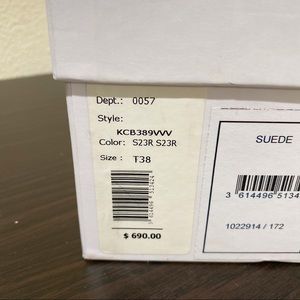 Dept.: 0057
Style:
KCB389VVV
Color: S23R S23R
Size : T38
$ 690.00
SUEDE
3 614496 5134
1022914 / 172